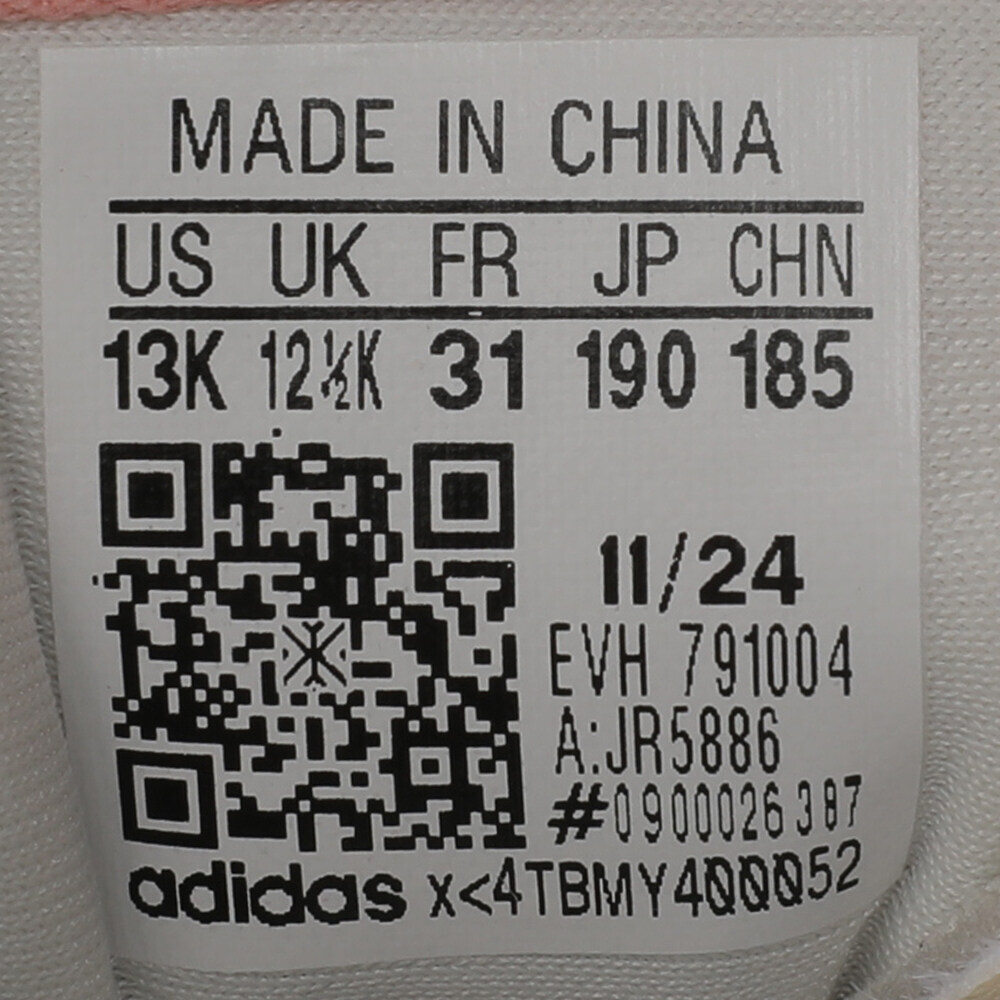 MADE IN CHINA
US UK FR JP CHN
13K 12½K 31 190 185
11/24
EVH 791004
A:JR5886
#0900026387
adidas X<4TBMY400052